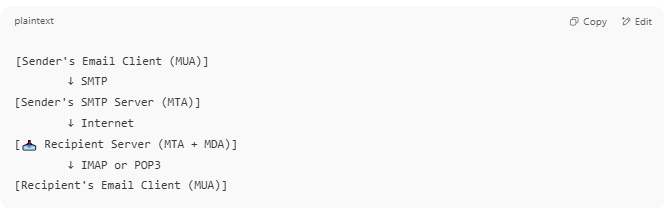 plaintext Copy Edit
[Sender's Email Client (MUA)]
↓ SMTP
[Sender's SMTP Server (MTA)]
↓ Internet
[📥 Recipient Server (MTA + MDA)]
↓ IMAP or POP3
[Recipient's Email Client (MUA)]